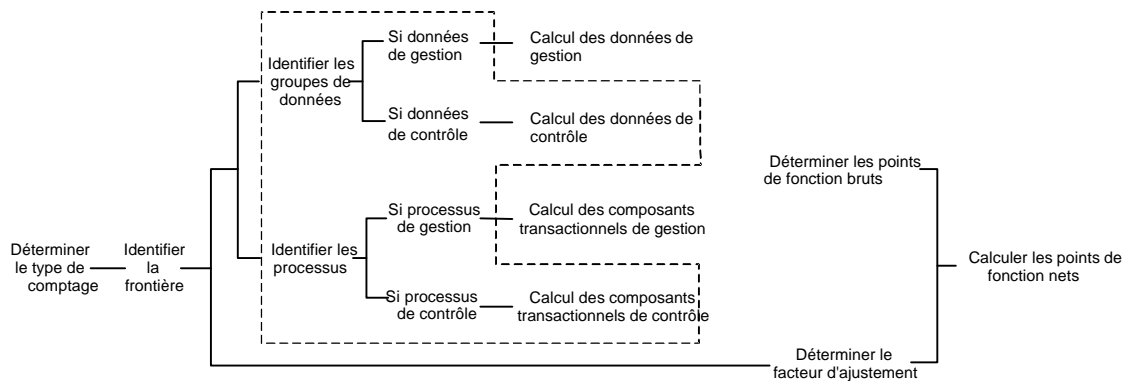 Si données
de gestion
Calcul des données de
gestion
Identifier les
groupes de
données
Si données
de contrôle
Calcul des données de
contrôle
Déterminer les points
de fonction bruts
Si processus
de gestion
Calcul des composants
transactionnels de gestion
Déterminer
le type de
comptage
Identifier
la
frontière
Identifier les
processus
Calculer les points de
fonction nets
Si processus
de contrôle
Calcul des composants
transactionnels de contrôle
Déterminer le
facteur d'ajustement